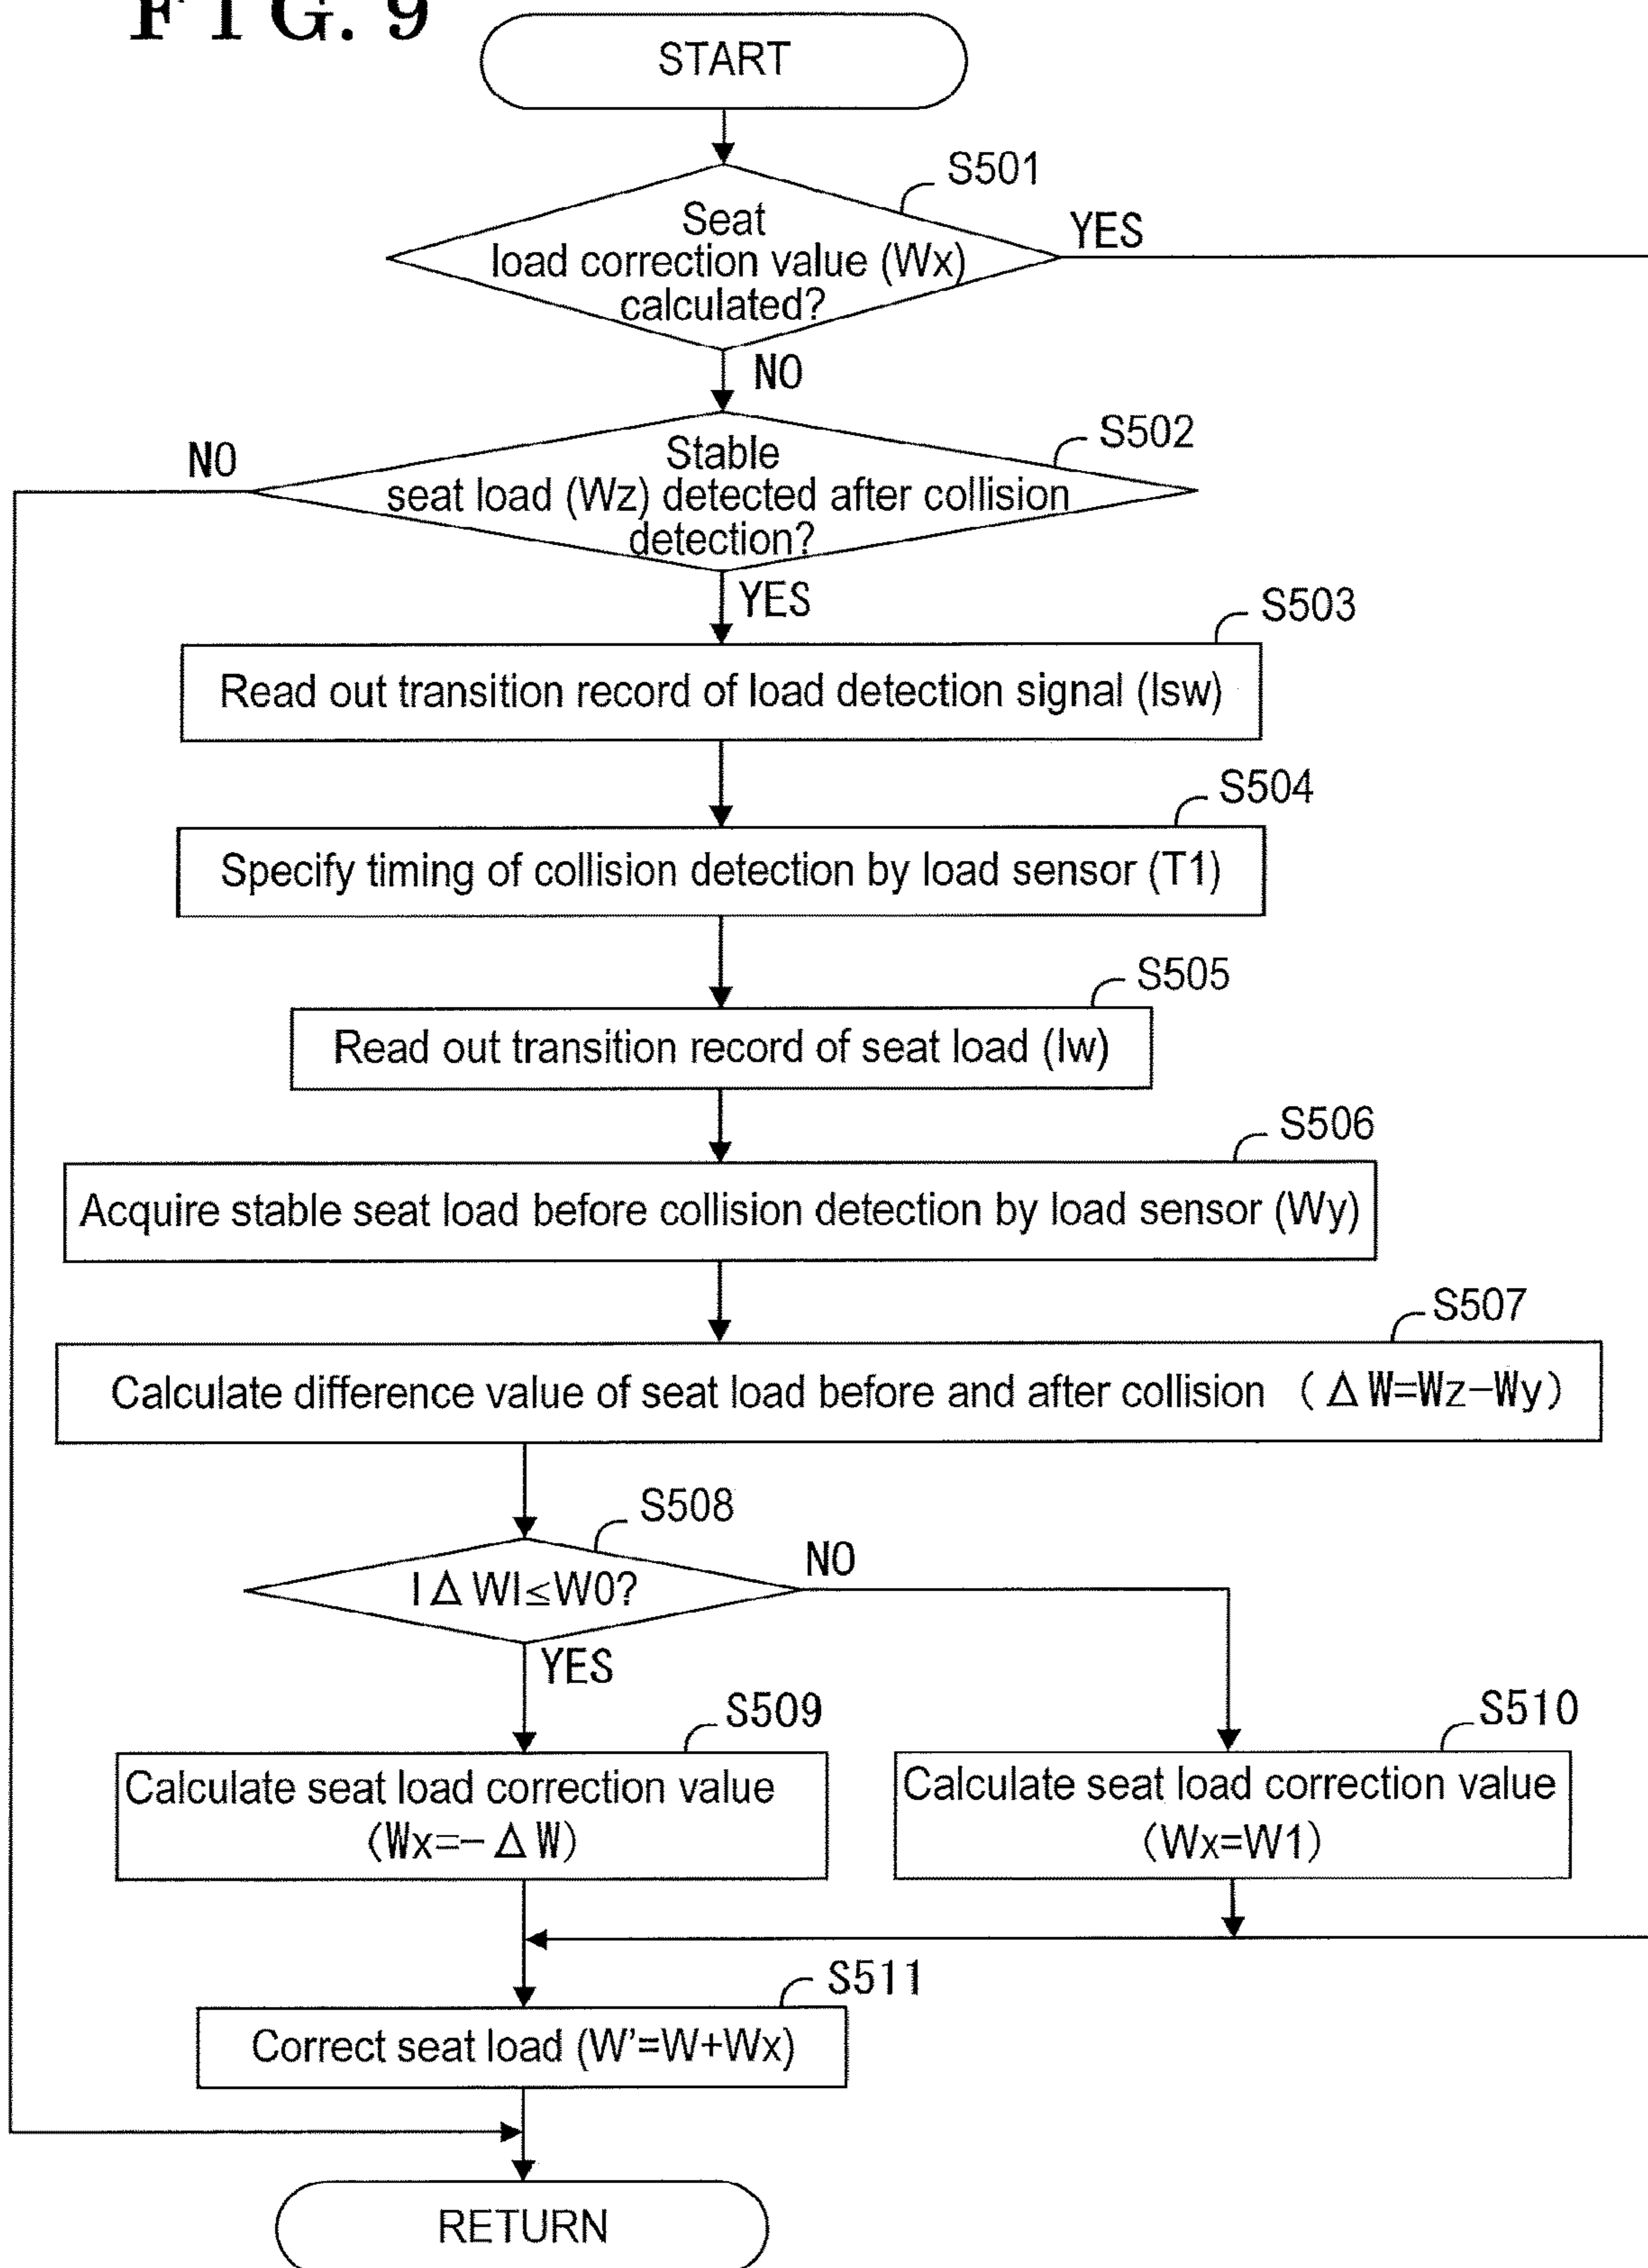 FIG. 9
START
S501
Seat
load correction value (Wx)
calculated?
YES
NO
S502
NO
Stable
seat load (Wz) detected after collision
detection?
YES
S503
Read out transition record of load detection signal (Isw)
S504
Specify timing of collision detection by load sensor (T1)
S505
Read out transition record of seat load (Iw)
S506
Acquire stable seat load before collision detection by load sensor (Wy)
S507
Calculate difference value of seat load before and after collision (ΔW=Wz-Wy)
S508
|ΔW|≤W0?
NO
YES
S509
Calculate seat load correction value
(Wx=-ΔW)
S510
Calculate seat load correction value
(Wx=W1)
S511
Correct seat load (W'=W+Wx)
RETURN